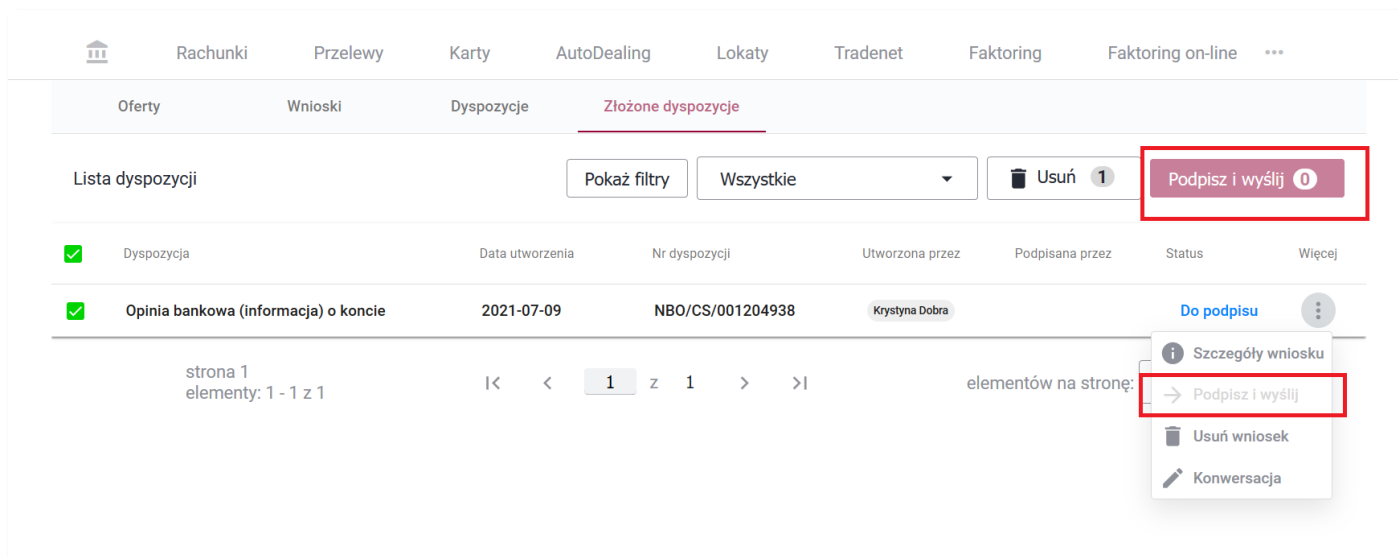 Rachunki Przelewy Karty AutoDealing Lokaty Tradenet Faktoring Faktoring on-line
Oferty Wnioski Dyspozycje Złożone dyspozycje
Lista dyspozycji Pokaż filtry Wszystkie Usuń 1 Podpisz i wyślij 0
Dyspozycja Data utworzenia Nr dyspozycji Utworzona przez Podpisana przez Status Więcej
Opinia bankowa (informacja) o koncie 2021-07-09 NBO/CS/001204938 Krystyna Dobra Do podpisu
Szczegóły wniosku
strona 1
elementy: 1 - 1 z 1 1 z 1 elementów na stronę:
Podpisz i wyślij
Usuń wniosek
Konwersacja